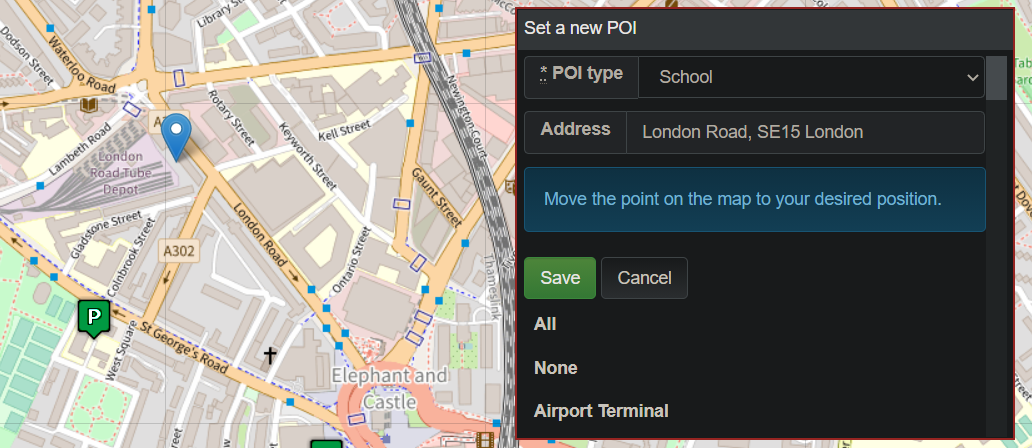 Set a new POI
* POI type
School
Address
London Road, SE15 London
Move the point on the map to your desired position.
Save
Cancel
All
None
Airport Terminal
Dodson Street
Waterloo Road
Library Street
Lambeth Road
London
Road Tube
Depot
Rotary Street
Keyworth Street
Kell Street
Newington Court
Gaunt Street
Gladstone Street
Colnbrook Street
A302
London Road
Ontario Street
Thameslink
P
West Square
St George's Road
Elephant and
Castle